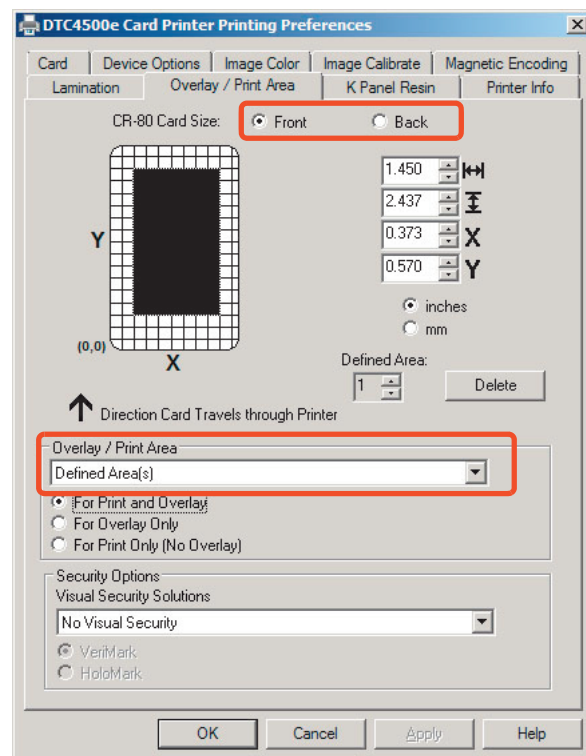 DTC4500e Card Printer Printing Preferences
Card Device Options Image Color Image Calibrate Magnetic Encoding
Lamination Overlay / Print Area K Panel Resin Printer Info
CR-80 Card Size: Front Back
1.450
2.437
0.373 X
0.570 Y
Y
inches
mm
(0,0)
X
Defined Area:
1 Delete
Direction Card Travels through Printer
Overlay / Print Area
Defined Area(s)
For Print and Overlay
For Overlay Only
For Print Only (No Overlay)
Security Options
Visual Security Solutions
No Visual Security
VeriMark
HoloMark
OK Cancel Apply Help